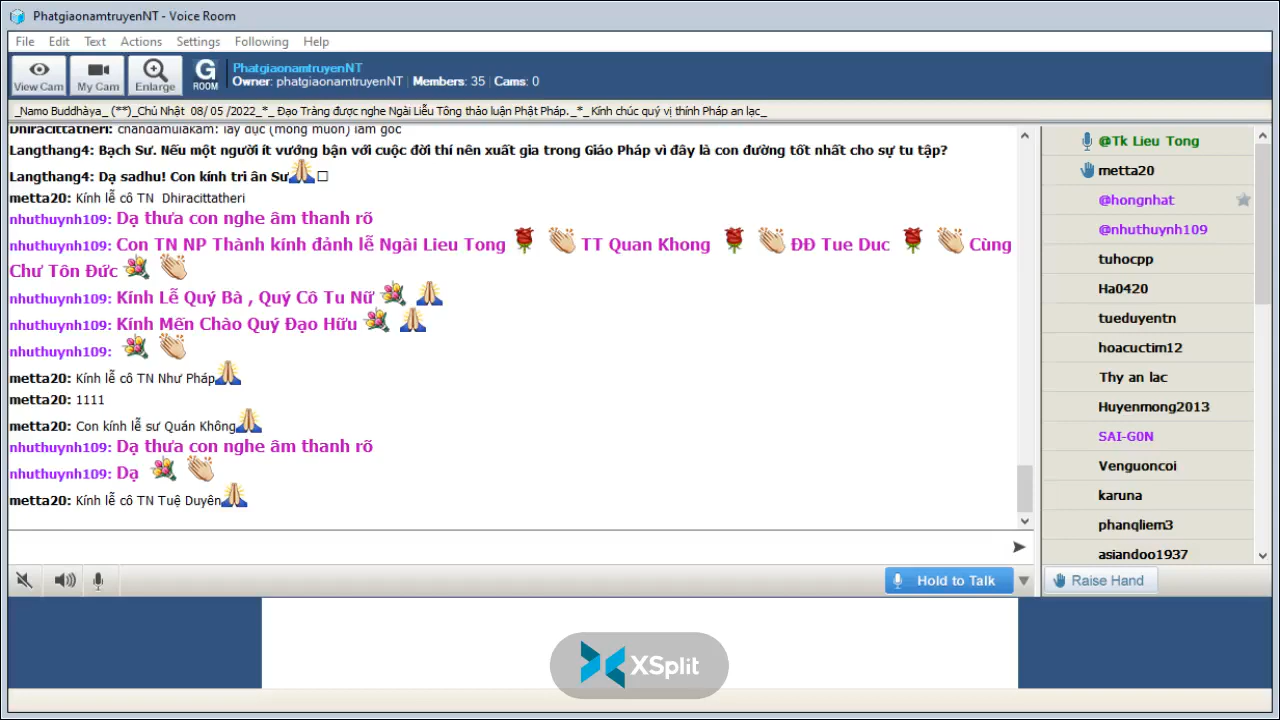 PhatgiaonamtruyenNT - Voice Room
File Edit Text Actions Settings Following Help
View Cam
My Cam
Enlarge
G
ROOM
PhatgiaonamtruyenNT
Owner: phatgiaonamtruyenNT | Members: 35 | Cams: 0
_Namo Buddhàya_ (**)_Chủ Nhật 08/ 05 /2022_*_ Đạo Tràng được nghe Ngài Liễu Tông thảo luận Phật Pháp._*_ Kính chúc quý vị thính Pháp an lạc_
Dhiracittatheri: chandamulakam: lấy dục (mong muốn) làm gốc
Langthang4: Bạch Sư. Nếu một người ít vướng bận với cuộc đời thí nên xuất gia trong Giáo Pháp vì đây là con đường tốt nhất cho sự tu tập?
Langthang4: Dạ sadhu! Con kính tri ân Sư
metta20: Kính lễ cô TN Dhiracittatheri
nhuthuynh109: Dạ thưa con nghe âm thanh rõ
nhuthuynh109: Con TN NP Thành kính đảnh lễ Ngài Lieu Tong TT Quan Khong ĐĐ Tue Duc Cùng
Chư Tôn Đức
nhuthuynh109: Kính Lễ Quý Bà , Quý Cô Tu Nữ
nhuthuynh109: Kính Mến Chào Quý Đạo Hữu
nhuthuynh109:
metta20: Kính lễ cô TN Như Pháp
metta20: 1111
metta20: Con kính lễ sư Quán Không
nhuthuynh109: Dạ thưa con nghe âm thanh rõ
nhuthuynh109: Dạ
metta20: Kính lễ cô TN Tuệ Duyên
@Tk Lieu Tong
metta20
@hongnhat
@nhuthuynh109
tuhocpp
Ha0420
tueduyentn
hoacuctim12
Thy an lac
Huyenmong2013
SAI-G0N
Venguoncoi
karuna
phanqliem3
asiandoo1937
Hold to Talk
Raise Hand
XSplit